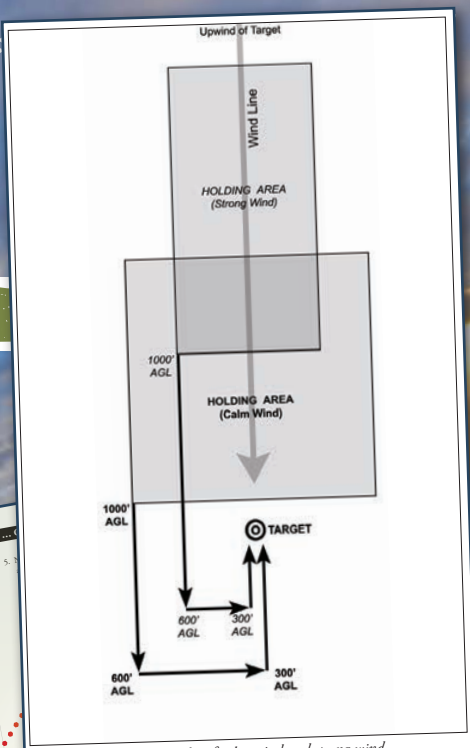 Upwind of Target
Wind Line
HOLDING AREA
(Strong Wind)
1000'
AGL
HOLDING AREA
(Calm Wind)
1000'
AGL
TARGET
600'
AGL
300'
AGL
600'
AGL
300'
AGL
5.